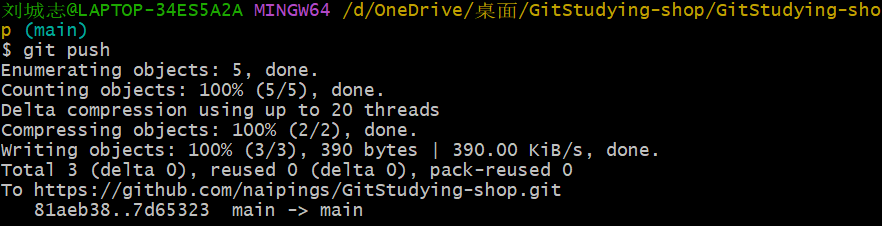 刘城志@LAPTOP-34ES5A2A MINGW64 /d/OneDrive/桌面/GitStudying-shop/GitStudying-sho
p (main)
$ git push
Enumerating objects: 5, done.
Counting objects: 100% (5/5), done.
Delta compression using up to 20 threads
Compressing objects: 100% (2/2), done.
Writing objects: 100% (3/3), 390 bytes | 390.00 KiB/s, done.
Total 3 (delta 0), reused 0 (delta 0), pack-reused 0
To https://github.com/naipings/GitStudying-shop.git
   81aeb38..7d65323  main -> main